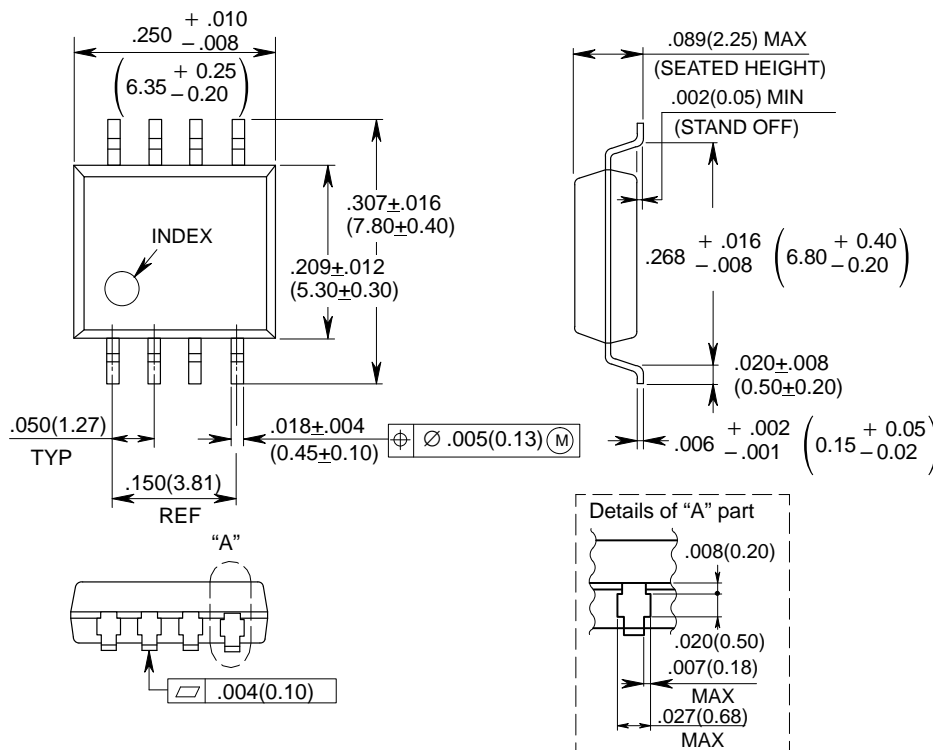 .250 + .010
−.008
(6.35 + 0.25
−0.20)
INDEX
.307±.016
(7.80±0.40)
.209±.012
(5.30±0.30)
.050(1.27)
TYP
.018±.004
(0.45±0.10)
⌖ ∅ .005(0.13) Ⓜ
.150(3.81)
REF
.089(2.25) MAX
(SEATED HEIGHT)
.002(0.05) MIN
(STAND OFF)
.268 + .016
−.008 (6.80 + 0.40
−0.20)
.020±.008
(0.50±0.20)
.006 + .002
−.001 (0.15 + 0.05
−0.02)
“A”
⏥ .004(0.10)
Details of “A” part
.008(0.20)
.020(0.50)
.007(0.18)
MAX
.027(0.68)
MAX